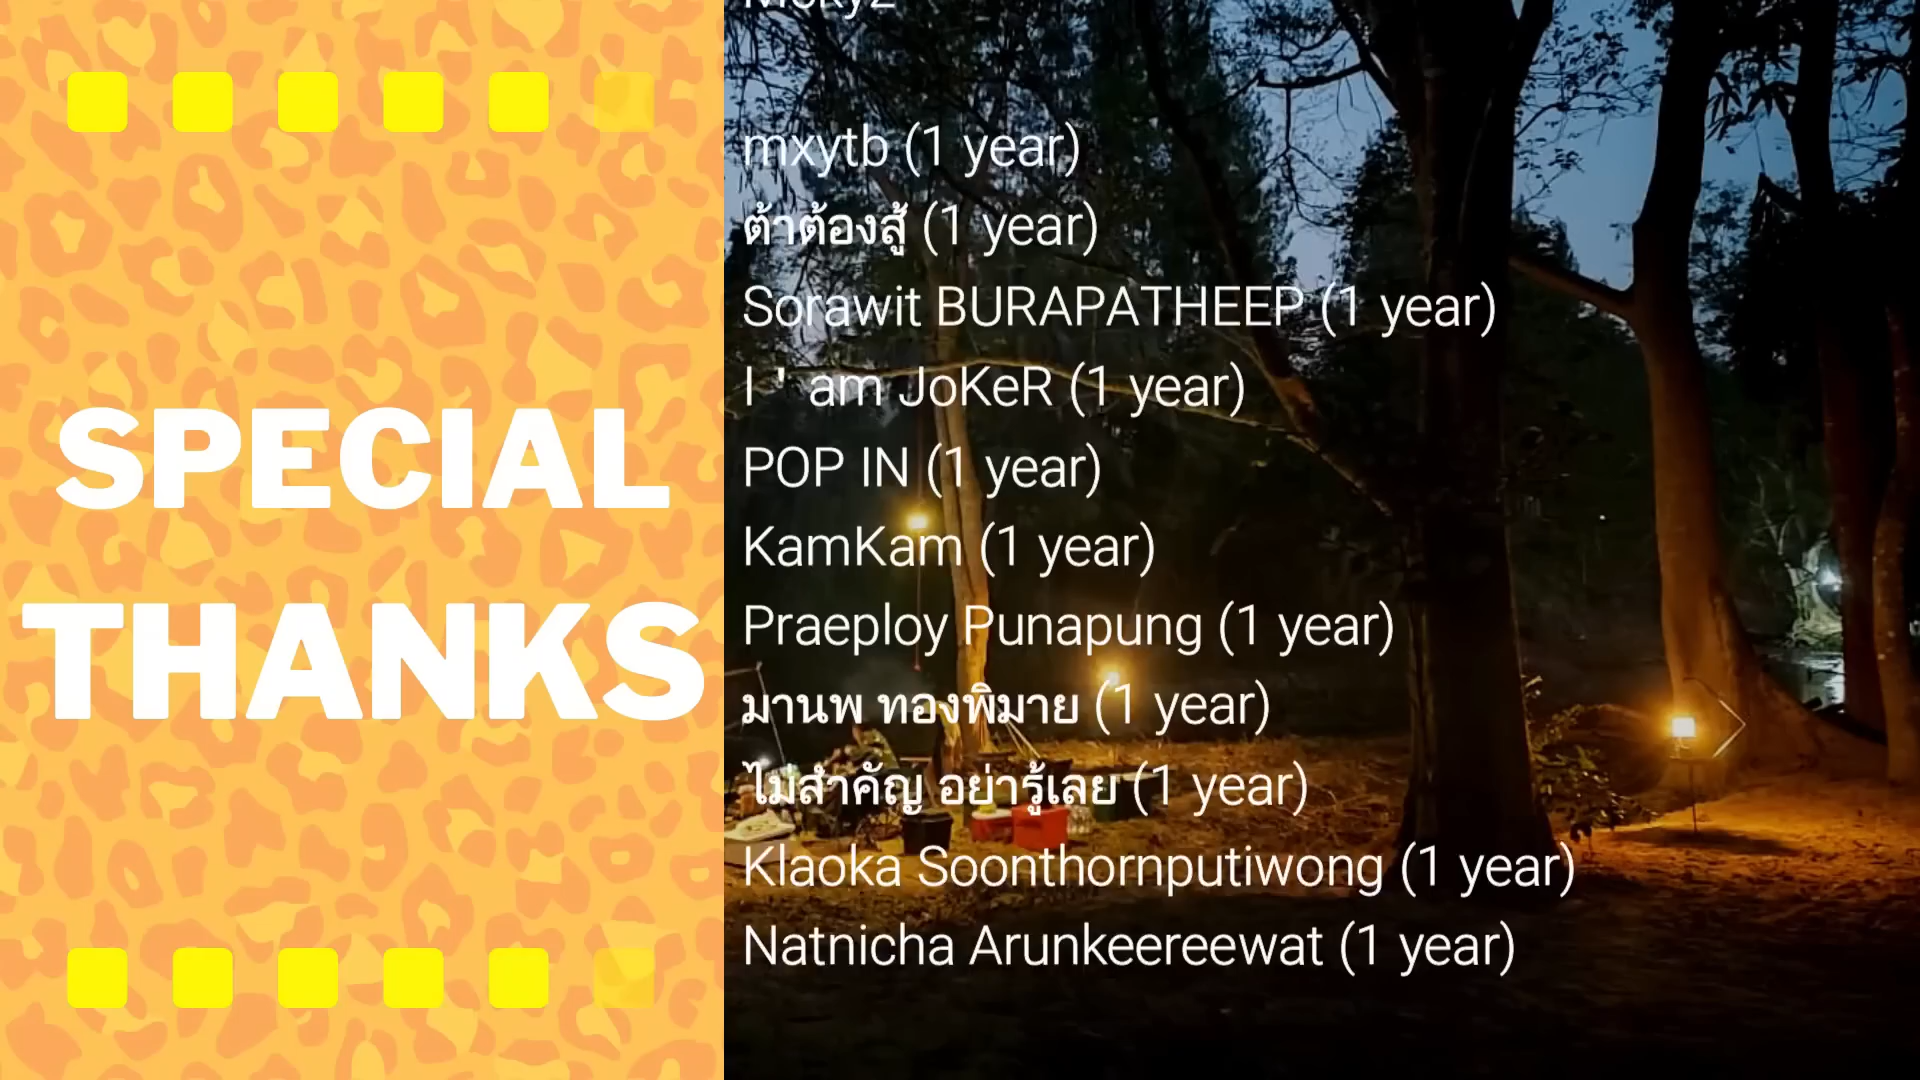 SPECIAL
THANKS
mxytb (1 year)
ต้าต้องสู้ (1 year)
Sorawit BURAPATHEEP (1 year)
I ' am JoKeR (1 year)
POP IN (1 year)
KamKam (1 year)
Praeploy Punapung (1 year)
มานพ ทองพิมาย (1 year)
ไม่สำคัญ อย่ารู้เลย (1 year)
Klaoka Soonthornputiwong (1 year)
Natnicha Arunkeereewat (1 year)